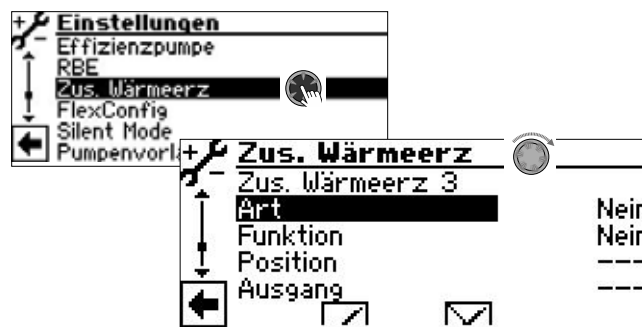 Einstellungen
Effizienzpumpe
RBE
Zus. Wärmeerz
FlexConfig
Silent Mode
Zus. Wärmeerz
Zus. Wärmeerz 3
Art
Funktion
Position ---
Ausgang ---